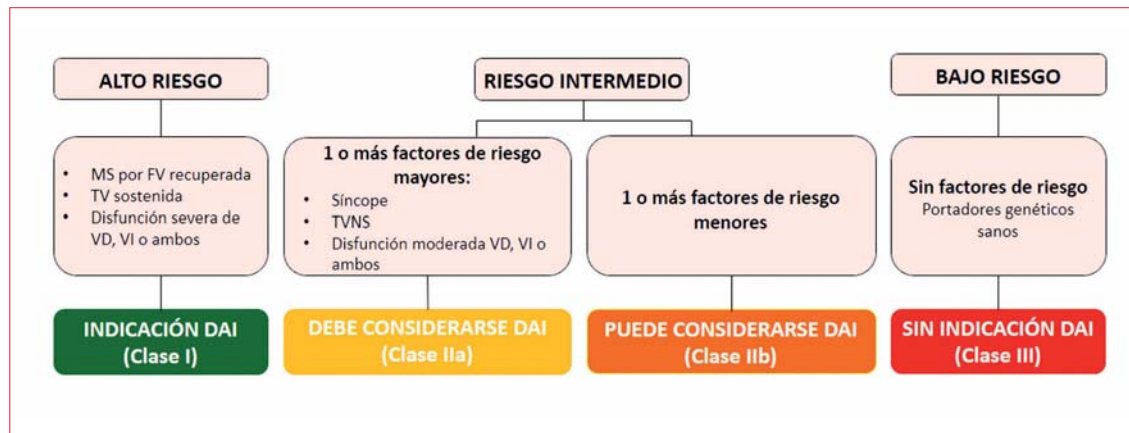 ALTO RIESGO
• MS por FV recuperada
• TV sostenida
• Disfunción severa de
VD, VI o ambos
INDICACIÓN DAI
(Clase I)
RIESGO INTERMEDIO
1 o más factores de riesgo
mayores:
• Síncope
• TVNS
• Disfunción moderada VD, VI o
ambos
DEBE CONSIDERARSE DAI
(Clase IIa)
1 o más factores de riesgo
menores
PUEDE CONSIDERARSE DAI
(Clase IIb)
BAJO RIESGO
Sin factores de riesgo
Portadores genéticos
sanos
SIN INDICACIÓN DAI
(Clase III)